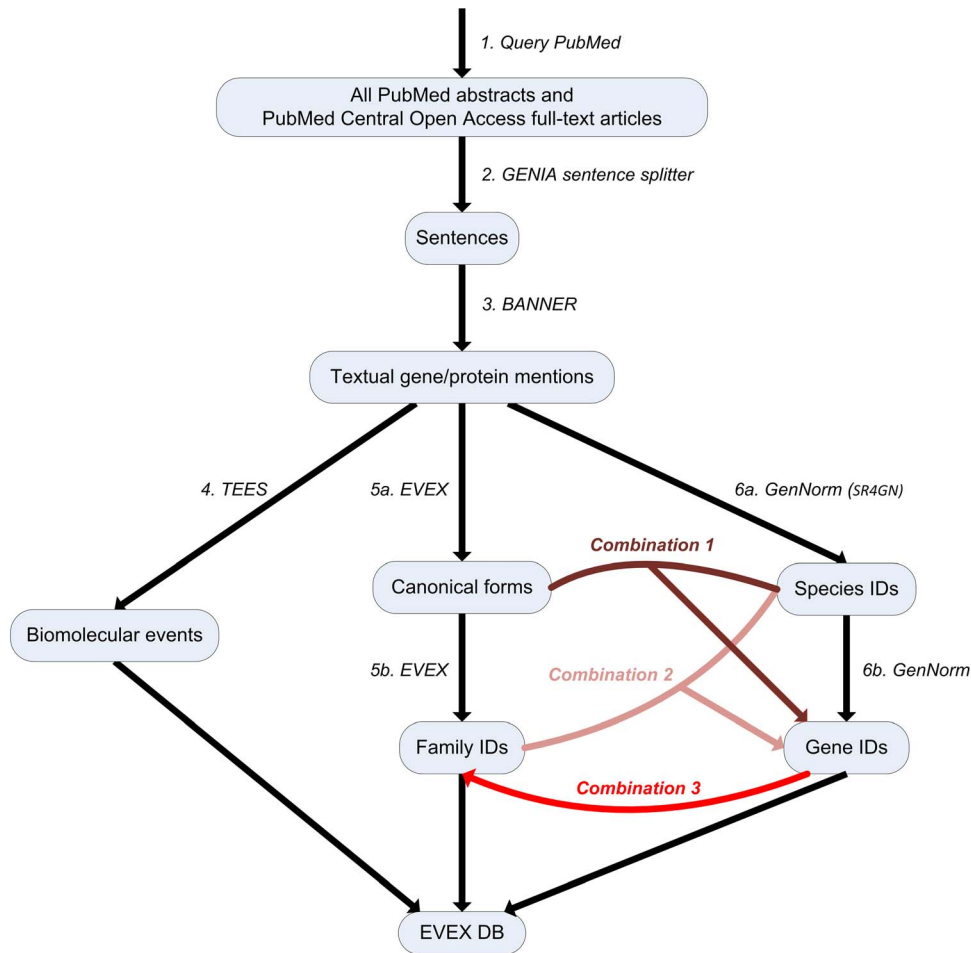 1. Query PubMed
All PubMed abstracts and
PubMed Central Open Access full-text articles
2. GENIA sentence splitter
Sentences
3. BANNER
Textual gene/protein mentions
4. TEES
5a. EVEX
6a. GenNorm (SR4GN)
Combination 1
Canonical forms
Species IDs
Biomolecular events
5b. EVEX
Combination 2
6b. GenNorm
Family IDs
Gene IDs
Combination 3
EVEX DB